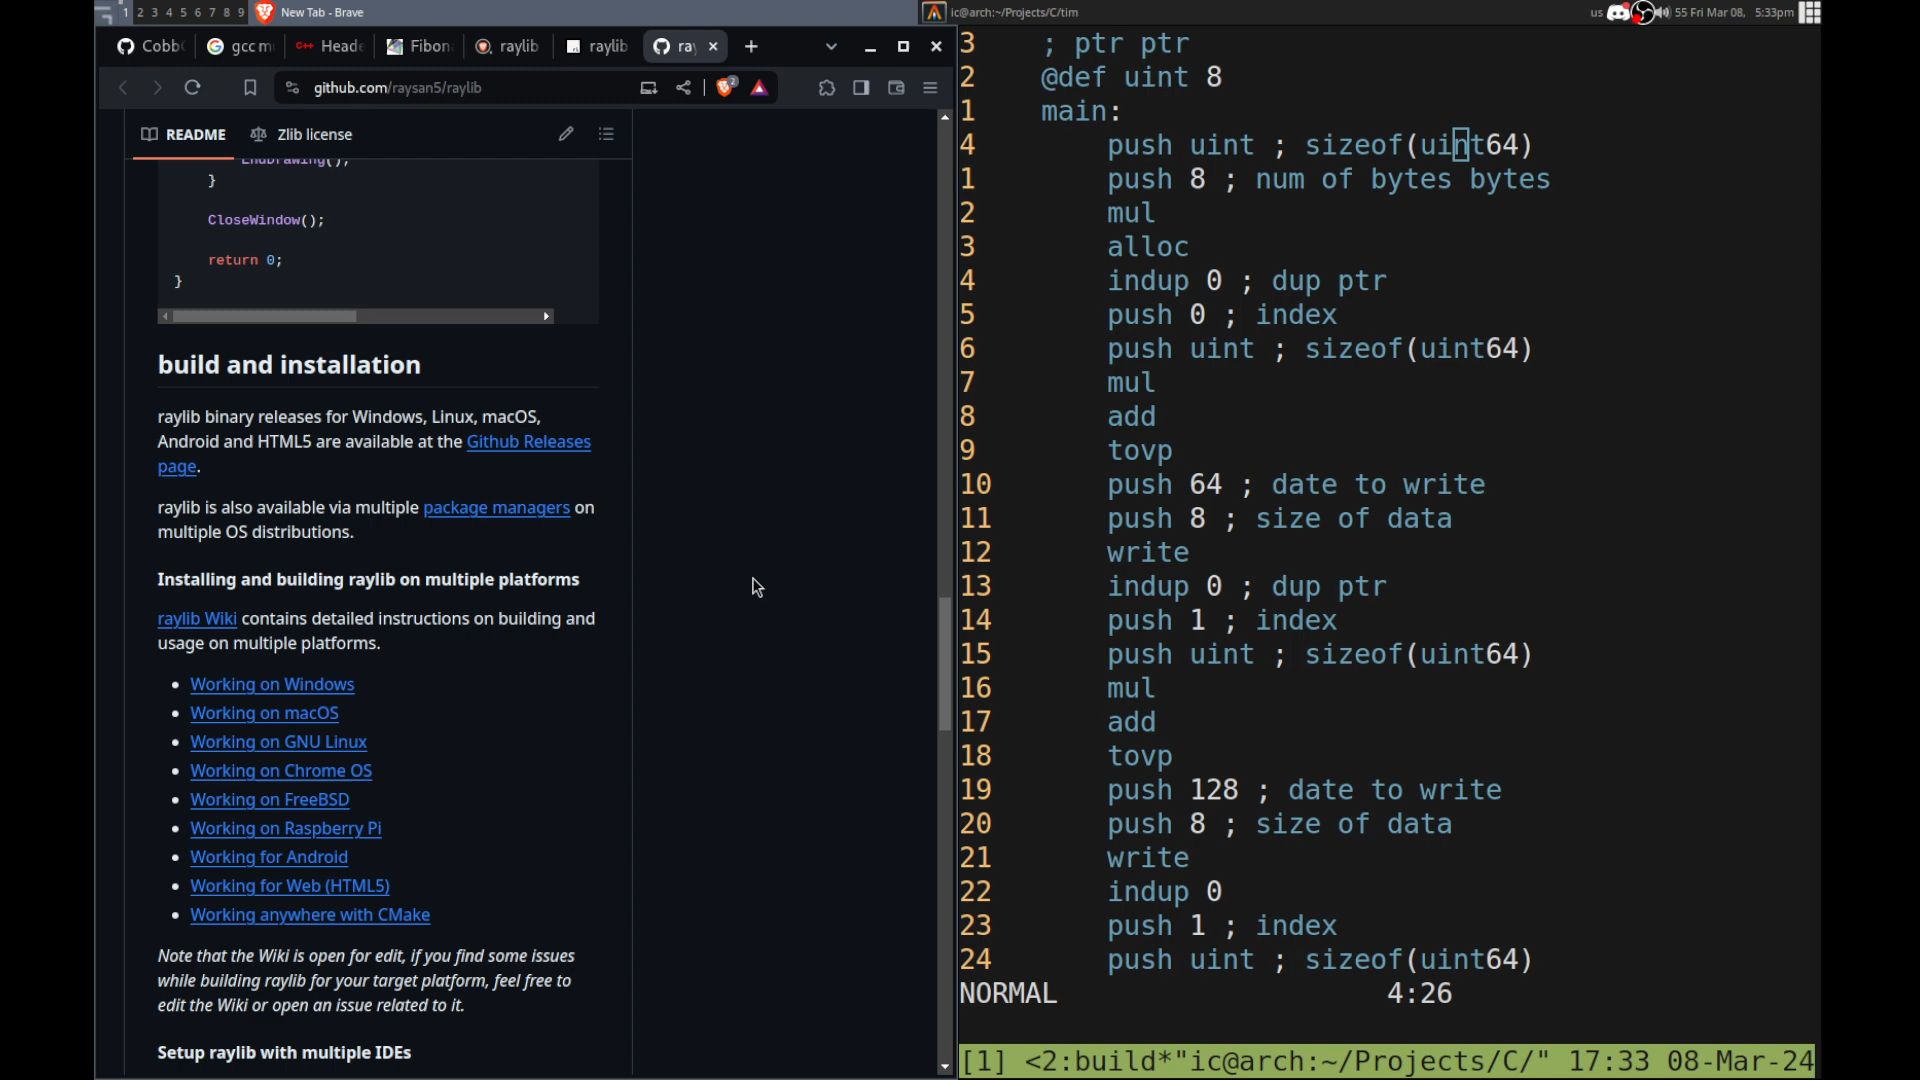 1 2 3 4 5 6 7 8 9 New Tab - Brave
ic@arch:~/Projects/C/tim
us 55 Fri Mar 08, 5:33pm
Cobb gcc m Heade Fibon raylib raylib ray
github.com/raysan5/raylib
2
README Zlib license
EndDrawing();
}
CloseWindow();
return 0;
}
build and installation
raylib binary releases for Windows, Linux, macOS,
Android and HTML5 are available at the Github Releases
page.
raylib is also available via multiple package managers on
multiple OS distributions.
Installing and building raylib on multiple platforms
raylib Wiki contains detailed instructions on building and
usage on multiple platforms.
Working on Windows
Working on macOS
Working on GNU Linux
Working on Chrome OS
Working on FreeBSD
Working on Raspberry Pi
Working for Android
Working for Web (HTML5)
Working anywhere with CMake
Note that the Wiki is open for edit, if you find some issues
while building raylib for your target platform, feel free to
edit the Wiki or open an issue related to it.
Setup raylib with multiple IDEs
3 ; ptr ptr
2 @def uint 8
1 main:
4 push uint ; sizeof(uint64)
1 push 8 ; num of bytes bytes
2 mul
3 alloc
4 indup 0 ; dup ptr
5 push 0 ; index
6 push uint ; sizeof(uint64)
7 mul
8 add
9 tovp
10 push 64 ; date to write
11 push 8 ; size of data
12 write
13 indup 0 ; dup ptr
14 push 1 ; index
15 push uint ; sizeof(uint64)
16 mul
17 add
18 tovp
19 push 128 ; date to write
20 push 8 ; size of data
21 write
22 indup 0
23 push 1 ; index
24 push uint ; sizeof(uint64)
NORMAL 4:26
[1] <2:build*"ic@arch:~/Projects/C/" 17:33 08-Mar-24